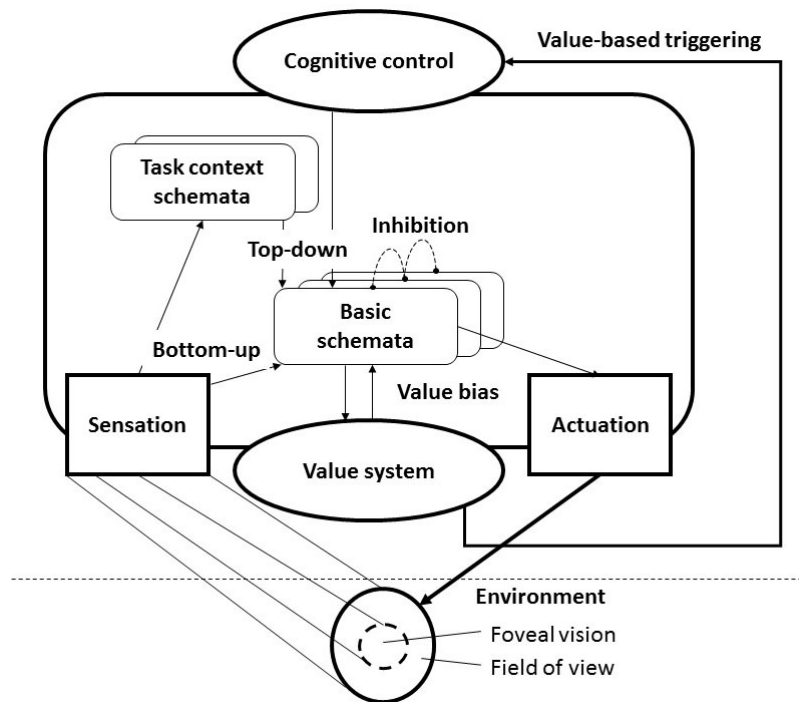 Value-based triggering
Cognitive control
Task context
schemata
Inhibition
Top-down
Basic
schemata
Bottom-up
Value bias
Sensation
Actuation
Value system
Environment
Foveal vision
Field of view